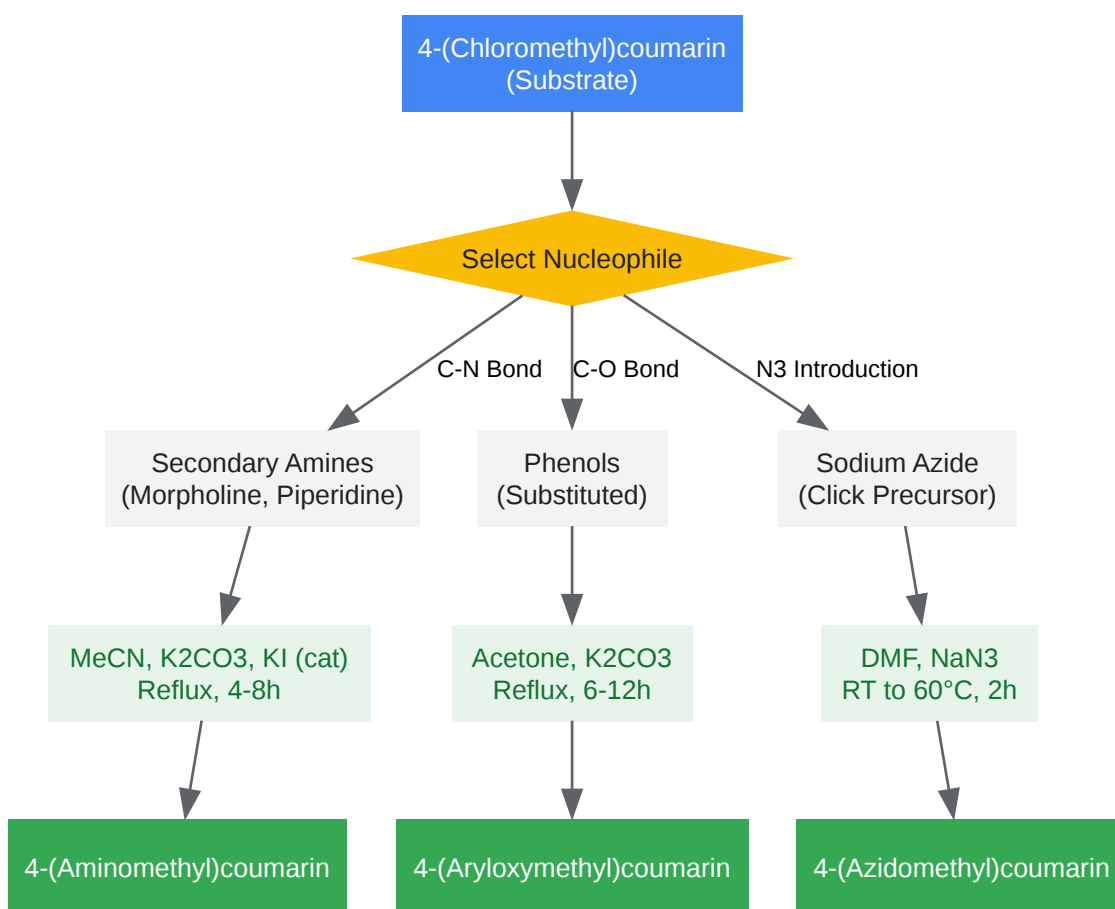 4-(Chloromethyl)coumarin
(Substrate)
Select Nucleophile
C-N Bond
C-O Bond
N3 Introduction
Secondary Amines
(Morpholine, Piperidine)
Phenols
(Substituted)
Sodium Azide
(Click Precursor)
MeCN, K2CO3, KI (cat)
Reflux, 4-8h
Acetone, K2CO3
Reflux, 6-12h
DMF, NaN3
RT to 60°C, 2h
4-(Aminomethyl)coumarin
4-(Aryloxymethyl)coumarin
4-(Azidomethyl)coumarin